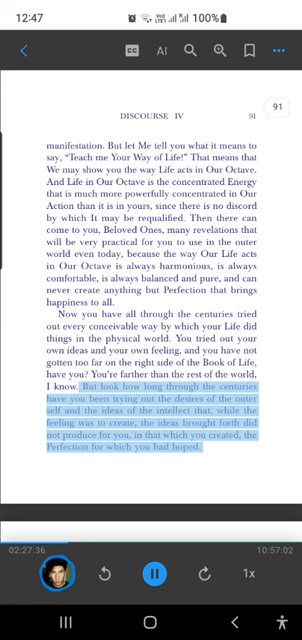 12:47
100%
CC
AI
91
DISCOURSE IV 91
manifestation. But let Me tell you what it means to
say, "Teach me Your Way of Life!" That means that
We may show you the way Life acts in Our Octave.
And Life in Our Octave is the concentrated Energy
that is much more powerfully concentrated in Our
Action than it is in yours, since there is no discord
by which It may be requalified. Then there can
come to you, Beloved Ones, many revelations that
will be very practical for you to use in the outer
world even today, because the way Our Life acts
in Our Octave is always harmonious, is always
comfortable, is always balanced and pure, and can
never create anything but Perfection that brings
happiness to all.
Now you have all through the centuries tried
out every conceivable way by which your Life did
things in the physical world. You tried out your
own ideas and your own feeling, and you have not
gotten too far on the right side of the Book of Life,
have you? You're farther than the rest of the world,
I know. But look how long through the centuries
have you been trying out the desires of the outer
self and the ideas of the intellect that, while the
feeling was to create, the ideas brought forth did
not produce for you, in that which you created, the
Perfection for which you had hoped.
02:27:36 10:57:02
1x